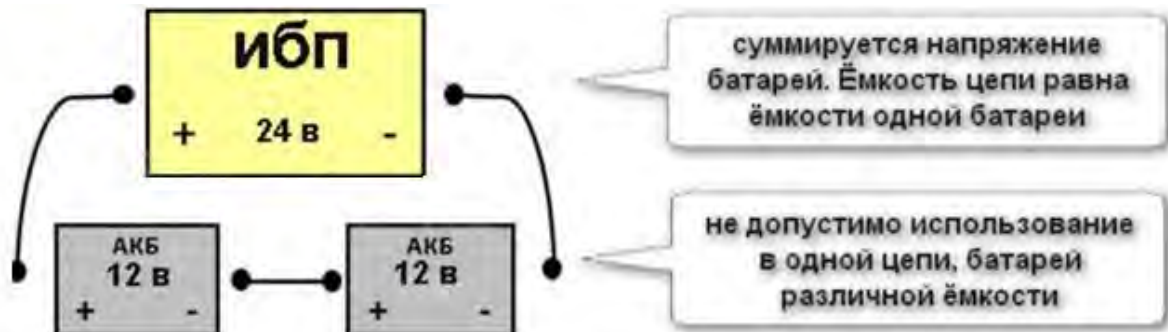 ибп
+ 24 в -
суммируется напряжение
батарей. Ёмкость цепи равна
ёмкости одной батареи
АКБ
12 в
+ -
АКБ
12 в
+ -
не допустимо использование
в одной цепи, батарей
различной ёмкости